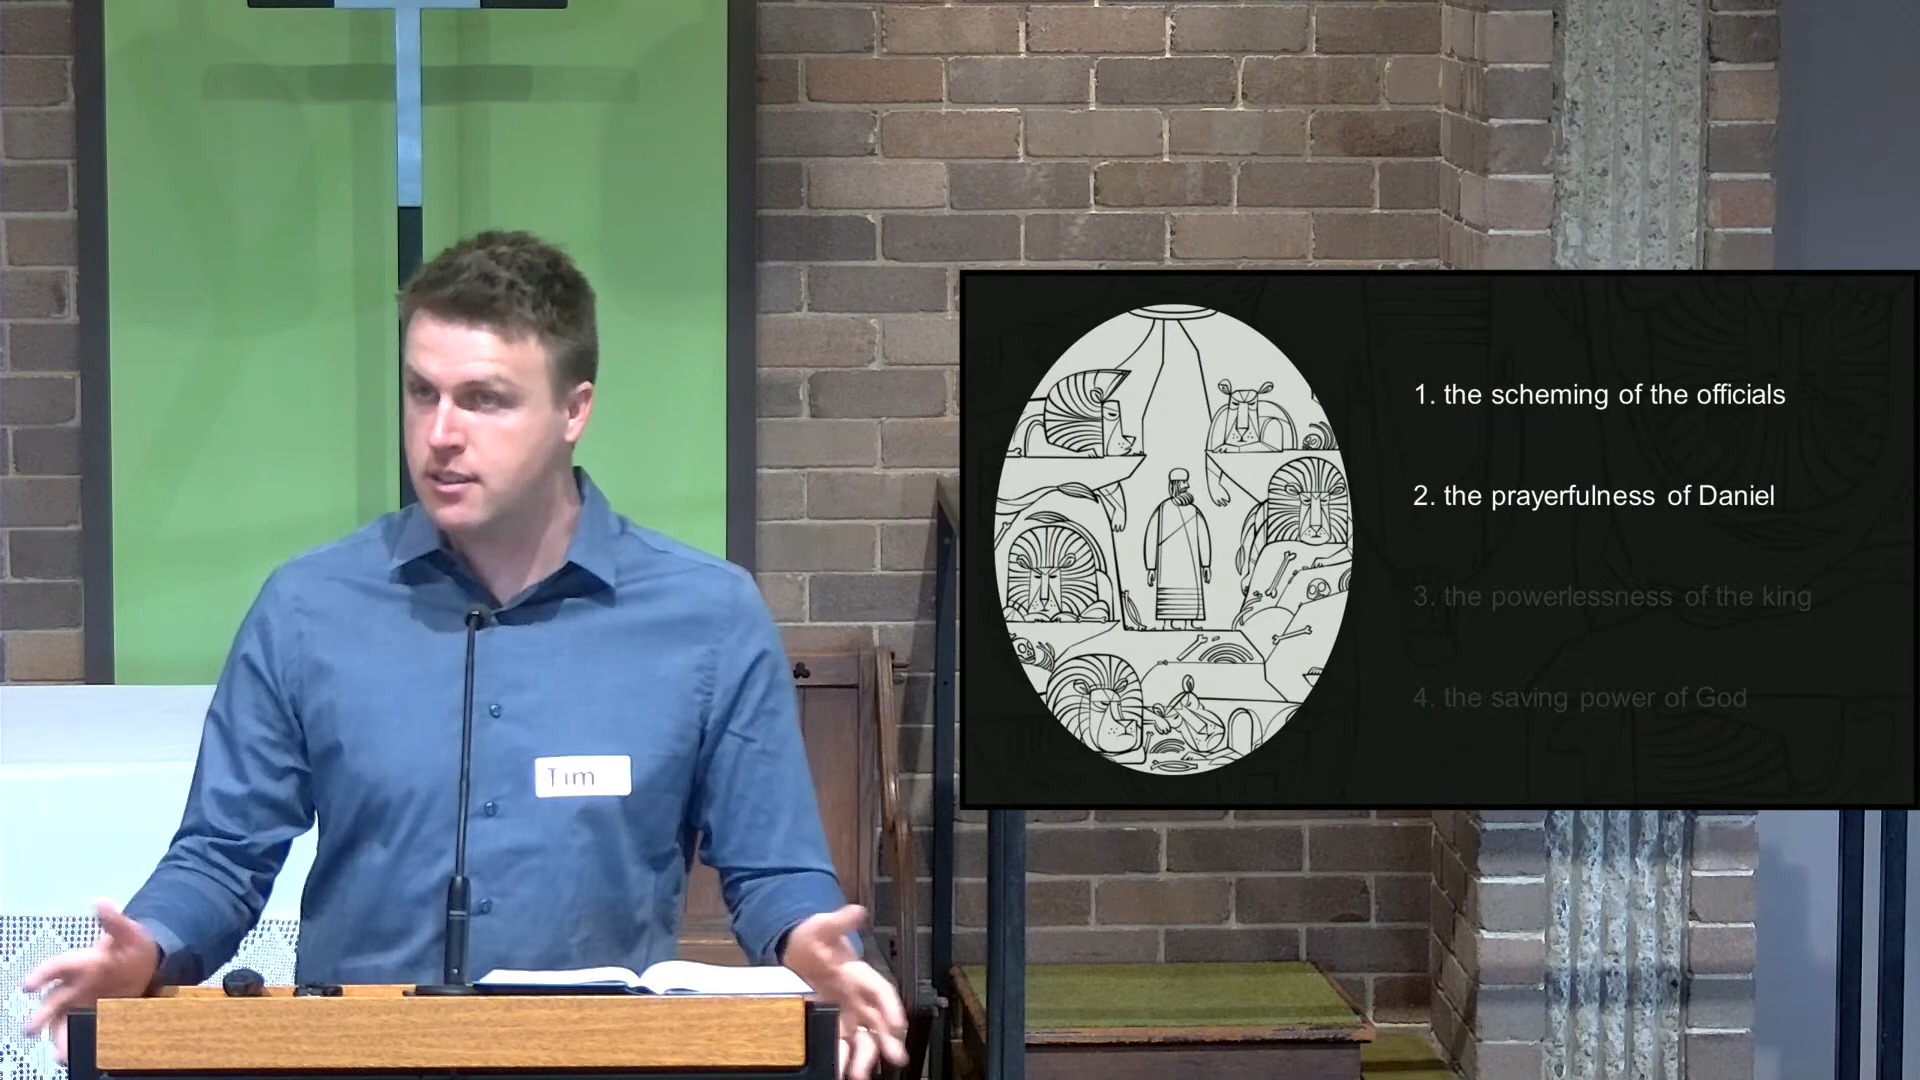 Tim
1. the scheming of the officials
2. the prayerfulness of Daniel
3. the powerlessness of the king
4. the saving power of God